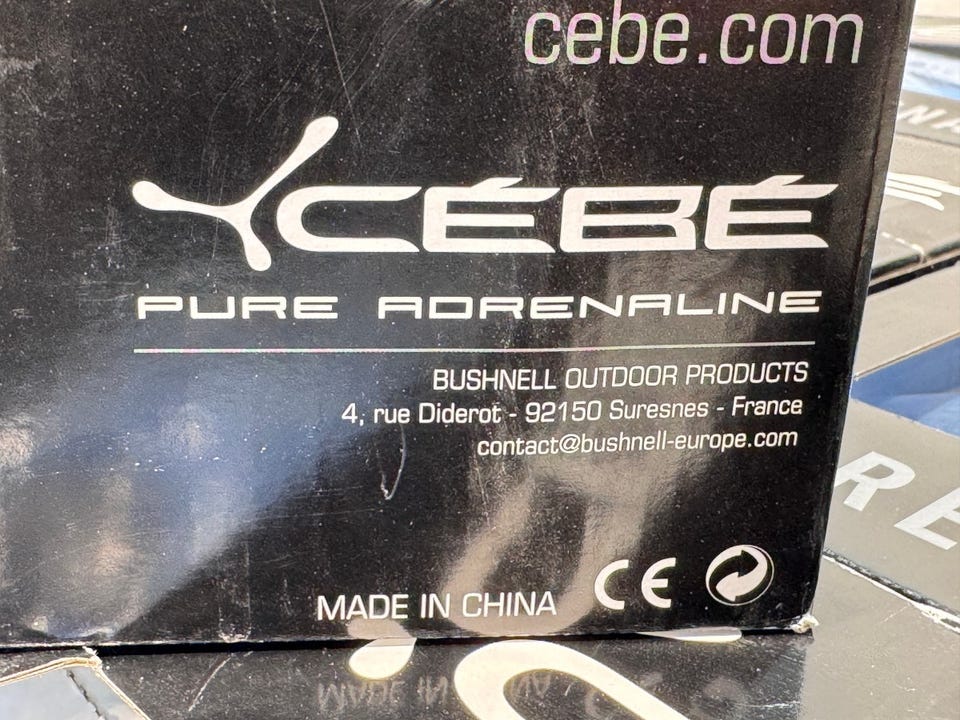 cebe.com
CÉBÉ
PURE ADRENALINE
BUSHNELL OUTDOOR PRODUCTS
4, rue Diderot - 92150 Suresnes - France
contact@bushnell-europe.com
MADE IN CHINA CE
RE